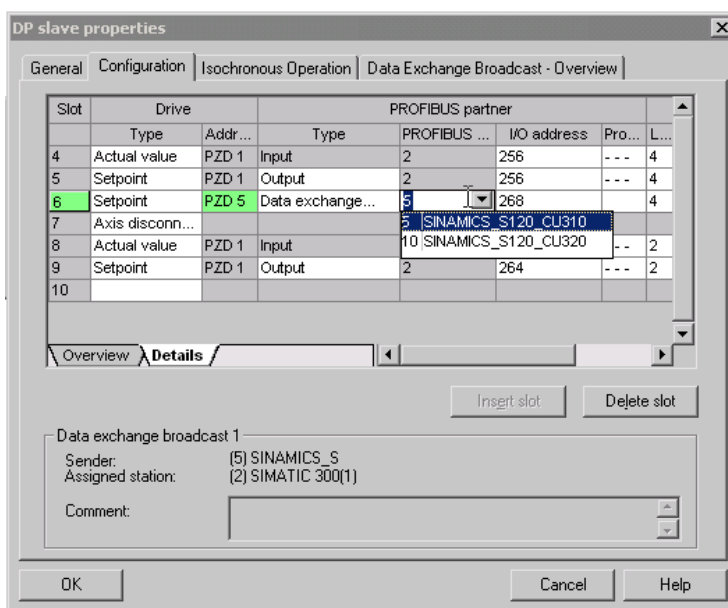 DP slave properties
General Configuration Isochronous Operation Data Exchange Broadcast - Overview
Slot Drive PROFIBUS partner
Type Addr... Type PROFIBUS ... I/O address Pro... L...
4 Actual value PZD 1 Input 2 256 - - - 4
5 Setpoint PZD 1 Output 2 256 - - - 4
6 Setpoint PZD 5 Data exchange... 5 268 4
7 Axis disconn... 5 SINAMICS_S120_CU310
8 Actual value PZD 1 Input 10 SINAMICS_S120_CU320 - - - 2
9 Setpoint PZD 1 Output 2 264 - - - 2
10
Overview Details
Insert slot Delete slot
Data exchange broadcast 1
Sender: (5) SINAMICS_S
Assigned station: (2) SIMATIC 300(1)
Comment:
OK Cancel Help